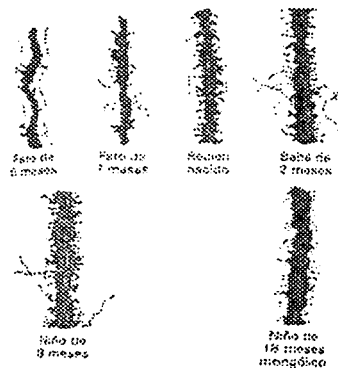 Feto de
6 meses
Feto de
7 meses
Recién
nacido
Bebé de
2 meses
Niño de
8 meses
Niño de
18 meses
mongólico